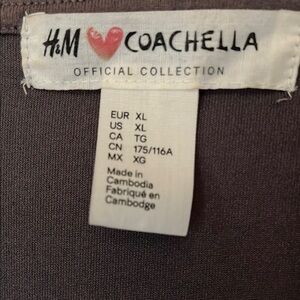 H&M COACHELLA
OFFICIAL COLLECTION
EUR XL
US XL
CA TG
CN 175/116A
MX XG
Made in
Cambodia
Fabriqué en
Cambodge